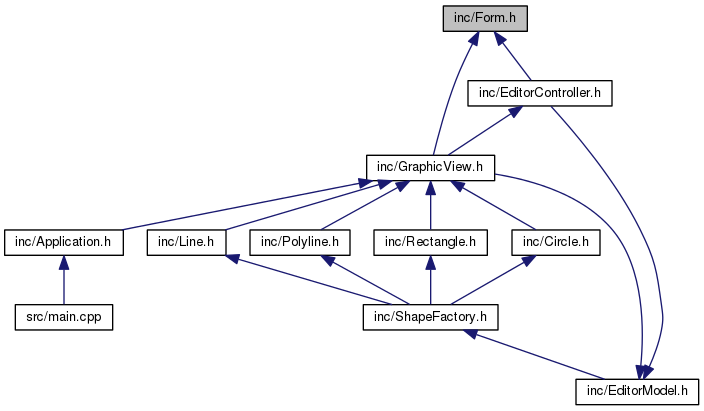 inc/Form.h
inc/EditorController.h
inc/GraphicView.h
inc/Application.h
inc/Line.h
inc/Polyline.h
inc/Rectangle.h
inc/Circle.h
src/main.cpp
inc/ShapeFactory.h
inc/EditorModel.h